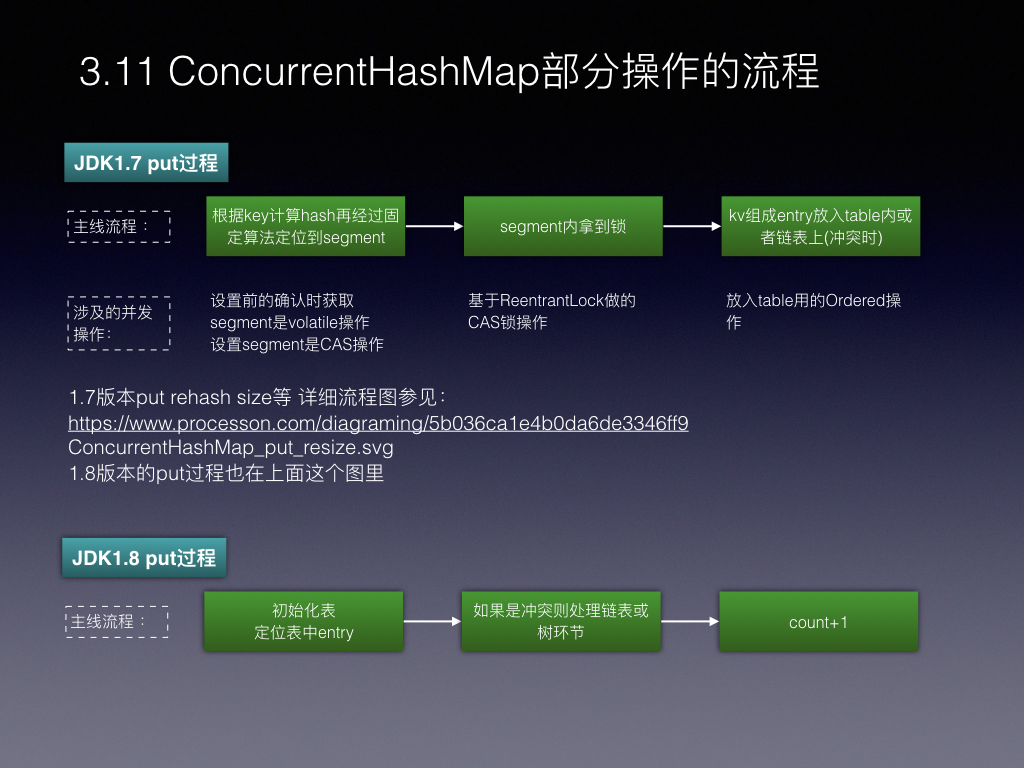 3.11 ConcurrentHashMap部分操作的流程
JDK1.7 put过程
主线流程：
根据key计算hash再经过固
定算法定位到segment
segment内拿到锁
kv组成entry放入table内或
者链表上(冲突时)
涉及的并发
操作：
设置前的确认时获取
segment是volatile操作
设置segment是CAS操作
基于ReentrantLock做的
CAS锁操作
放入table用的Ordered操
作
1.7版本put rehash size等 详细流程图参见：
https://www.processon.com/diagraming/5b036ca1e4b0da6de3346ff9
ConcurrentHashMap_put_resize.svg
1.8版本的put过程也在上面这个图里
JDK1.8 put过程
主线流程：
初始化表
定位表中entry
如果是冲突则处理链表或
树环节
count+1